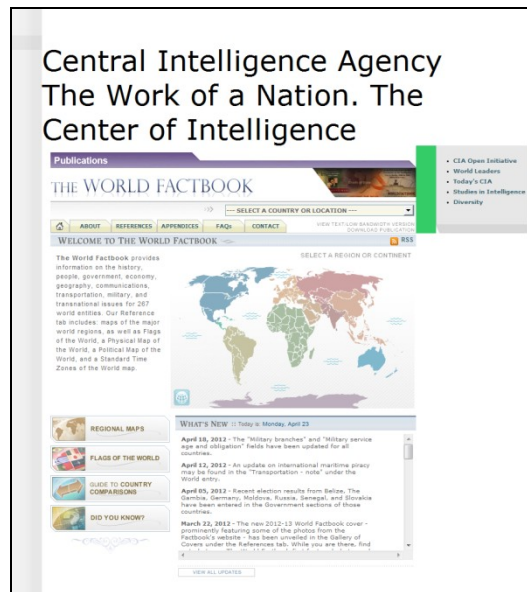 Central Intelligence Agency
The Work of a Nation. The
Center of Intelligence
Publications
THE WORLD FACTBOOK
• CIA Open Initiative
• World Leaders
• Today's CIA
• Studies in Intelligence
• Diversity
--- SELECT A COUNTRY OR LOCATION ---
ABOUT REFERENCES APPENDICES FAQs CONTACT
VIEW TEXT/LOW BANDWIDTH VERSION
DOWNLOAD PUBLICATION
WELCOME TO THE WORLD FACTBOOK
RSS
The World Factbook provides
information on the history,
people, government, economy,
geography, communications,
transportation, military, and
transnational issues for 267
world entities. Our Reference
tab includes: maps of the major
world regions, as well as Flags
of the World, a Physical Map of
the World, a Political Map of the
World, and a Standard Time
Zones of the World map.
SELECT A REGION OR CONTINENT
REGIONAL MAPS
FLAGS OF THE WORLD
GUIDE TO COUNTRY
COMPARISONS
DID YOU KNOW?
WHAT'S NEW :: Today is: Monday, April 23
April 18, 2012 - The "Military branches" and "Military service
age and obligation" fields have been updated for all
countries.
April 12, 2012 - An update on international maritime piracy
may be found in the "Transportation - note" under the
World entry.
April 05, 2012 - Recent election results from Belize, The
Gambia, Germany, Moldova, Russia, Senegal, and Slovakia
have been entered in the Government sections of those
countries.
March 22, 2012 - The new 2012-13 World Factbook cover -
prominently featuring some of the photos from the
Factbook's website - has been unveiled in the Gallery of
Covers under the References tab. While you are there, find
VIEW ALL UPDATES